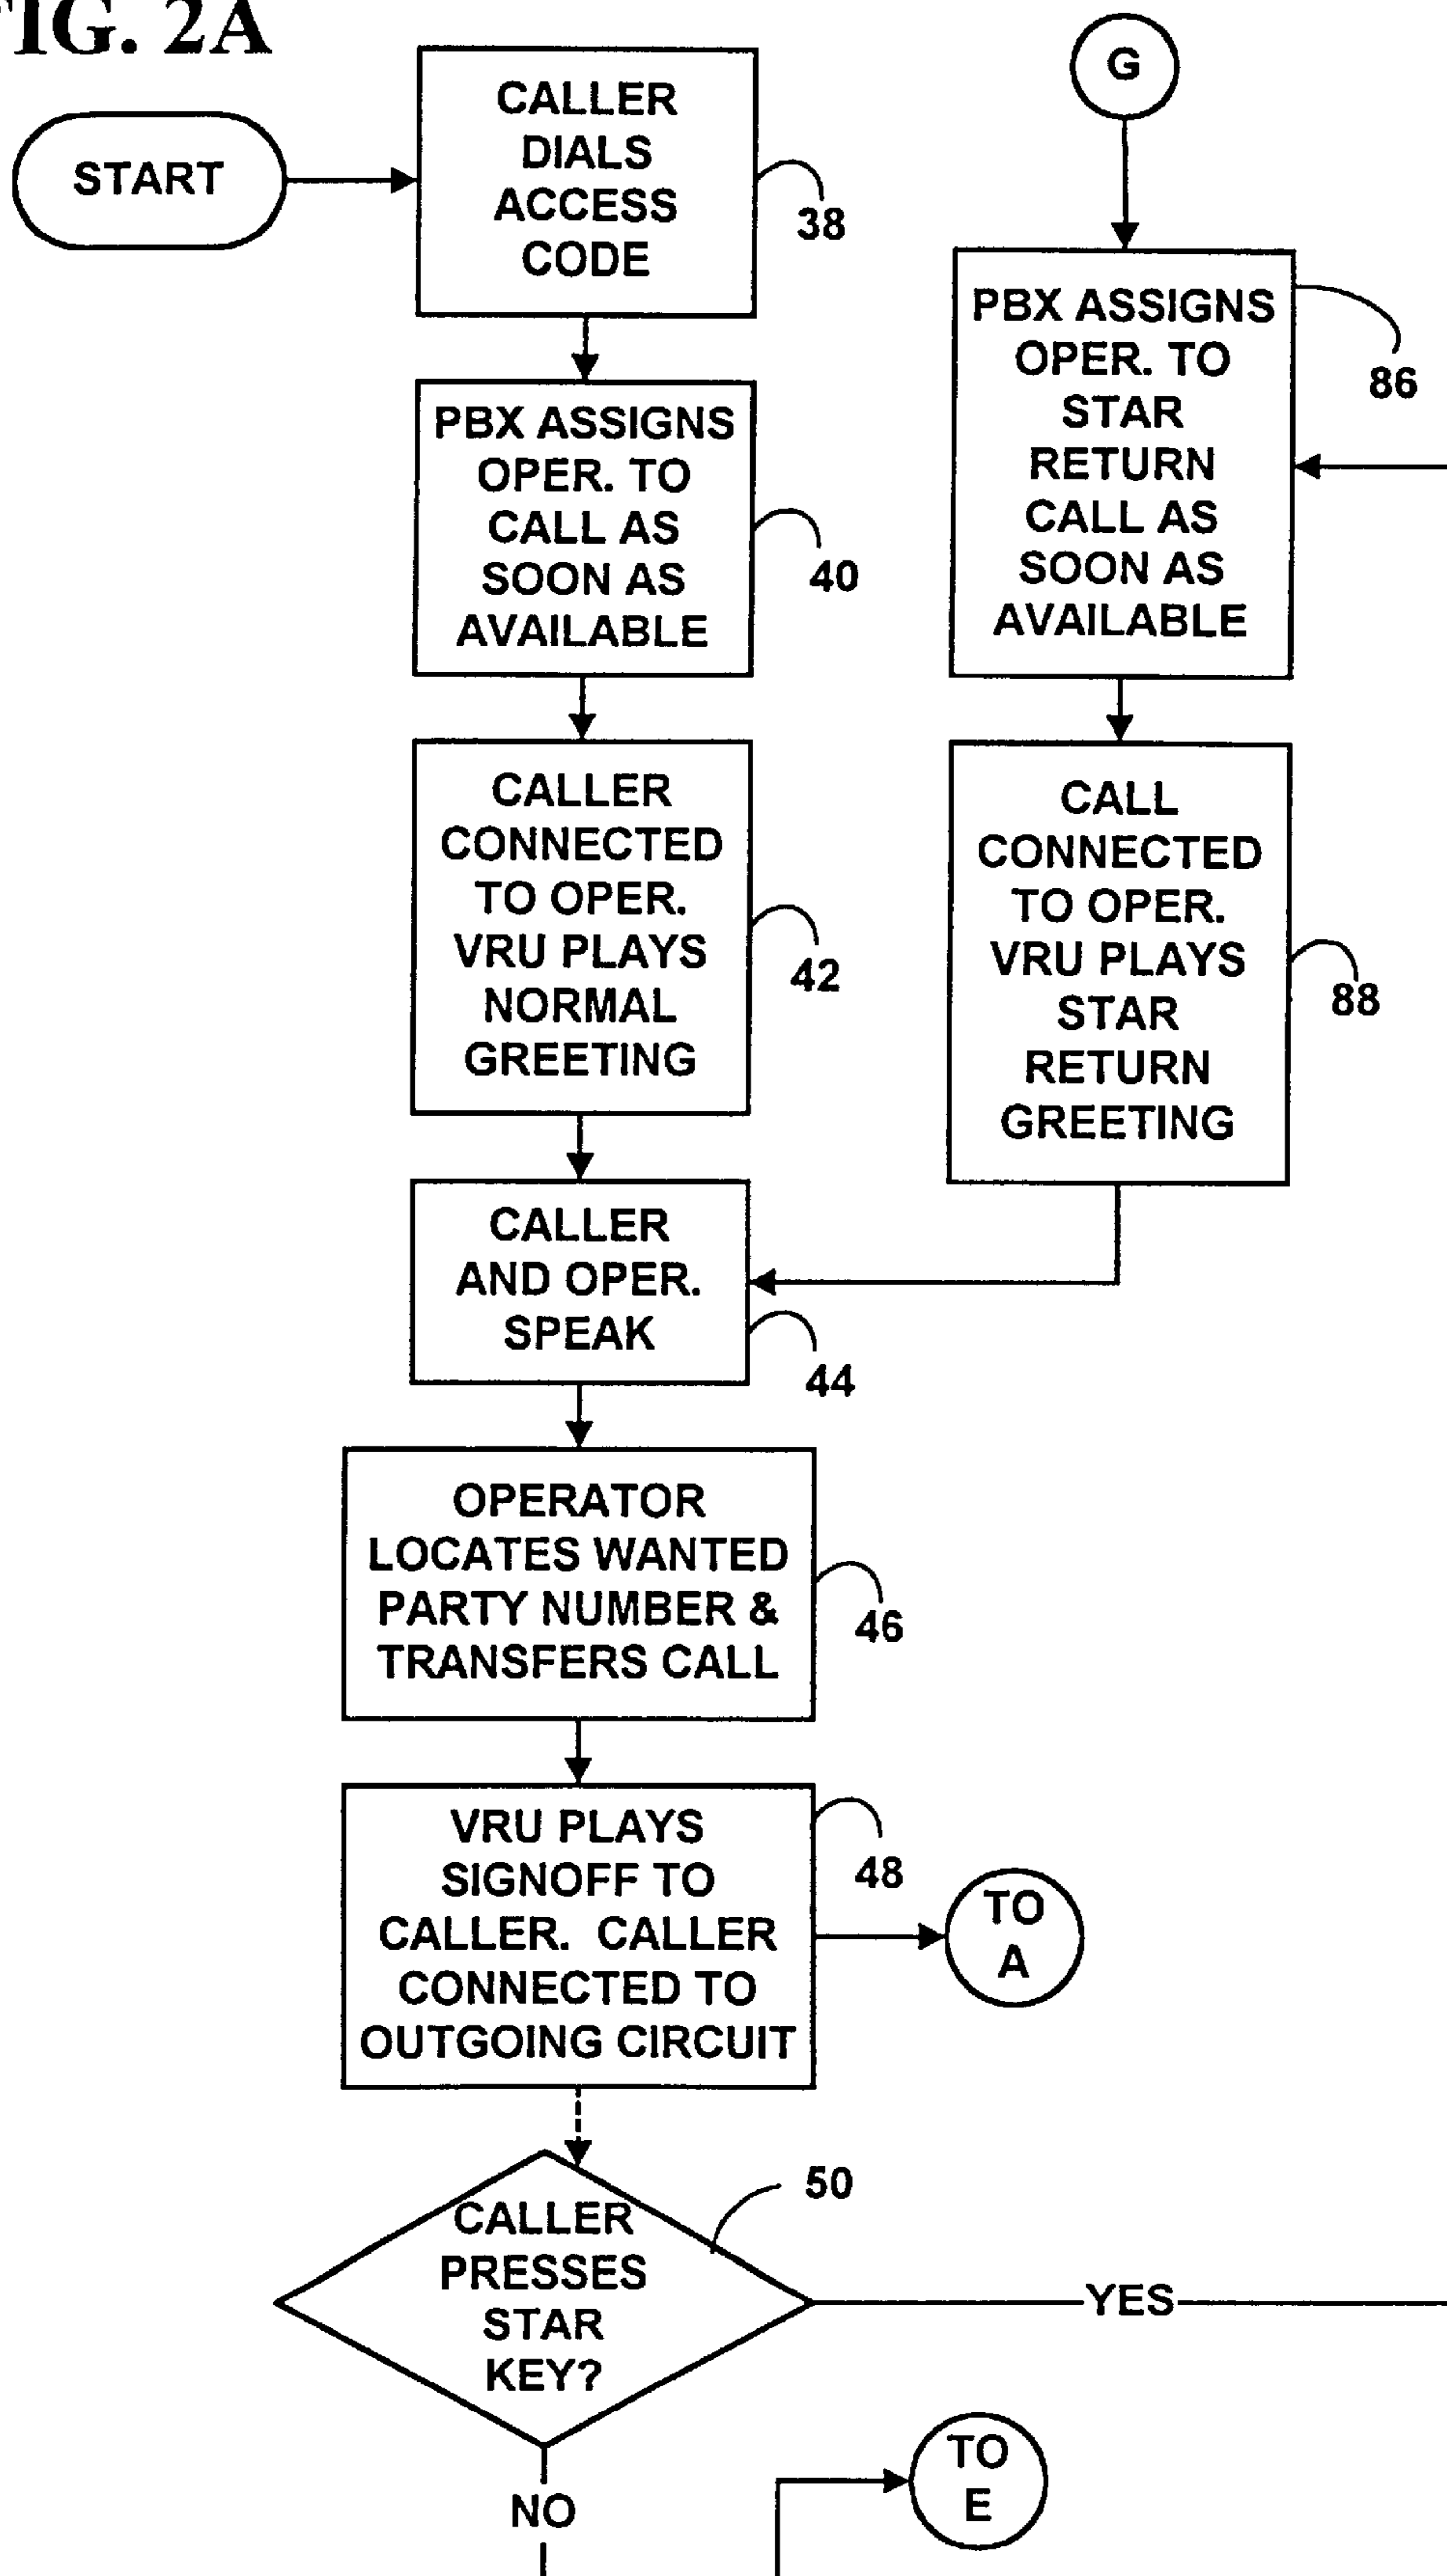 FIG. 2A
START
CALLER
DIALS
ACCESS
CODE
38
PBX ASSIGNS
OPER. TO
CALL AS
SOON AS
AVAILABLE
40
CALLER
CONNECTED
TO OPER.
VRU PLAYS
NORMAL
GREETING
42
CALLER
AND OPER.
SPEAK
44
OPERATOR
LOCATES WANTED
PARTY NUMBER &
TRANSFERS CALL
46
VRU PLAYS
SIGNOFF TO
CALLER. CALLER
CONNECTED TO
OUTGOING CIRCUIT
48
TO
A
CALLER
PRESSES
STAR
KEY?
50
YES
NO
TO
E
G
PBX ASSIGNS
OPER. TO
STAR
RETURN
CALL AS
SOON AS
AVAILABLE
86
CALL
CONNECTED
TO OPER.
VRU PLAYS
STAR
RETURN
GREETING
88